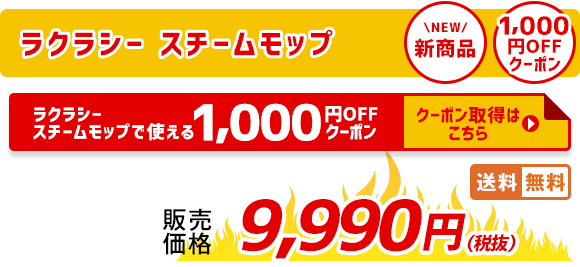 ラクラシー スチームモップ
\NEW/
新商品
1,000
円OFF
クーポン
ラクラシー
スチームモップで使える
1,000
円OFF
クーポン
クーポン取得は
こちら
送料 無料
販売
価格
9,990円
(税抜)